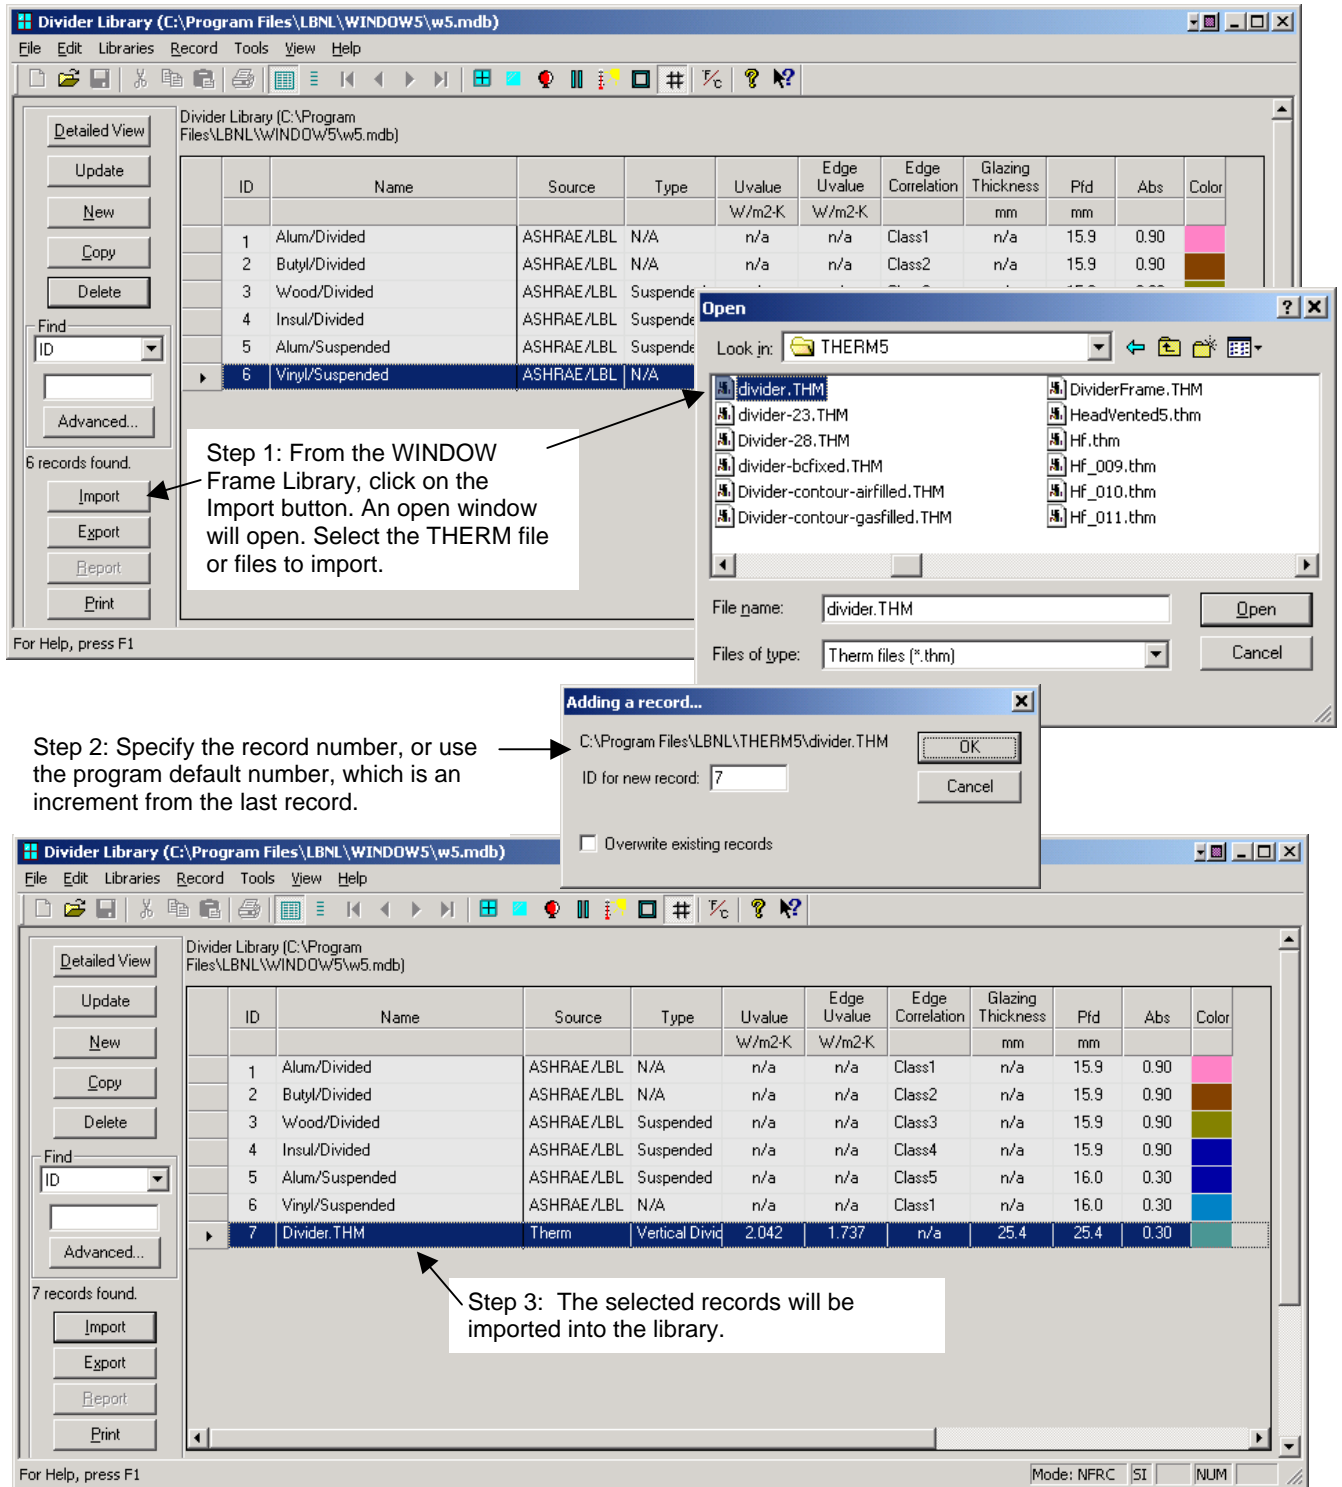 Divider Library (C:\Program Files\LBNL\WINDOW5\w5.mdb)
File Edit Libraries Record Tools View Help
Divider Library (C:\Program
Files\LBNL\WINDOW5\w5.mdb)
Detailed View
Update
New
Copy
Delete
Find
ID
Advanced...
6 records found.
Import
Export
Report
Print
ID Name Source Type Uvalue Edge Uvalue Edge Correlation Glazing Thickness Pfd Abs Color
W/m2-K W/m2-K mm mm
1 Alum/Divided ASHRAE/LBL N/A n/a n/a Class1 n/a 15.9 0.90
2 Butyl/Divided ASHRAE/LBL N/A n/a n/a Class2 n/a 15.9 0.90
3 Wood/Divided ASHRAE/LBL Suspended
4 Insul/Divided ASHRAE/LBL Suspende
5 Alum/Suspended ASHRAE/LBL Suspende
6 Vinyl/Suspended ASHRAE/LBL N/A
Step 1: From the WINDOW
Frame Library, click on the
Import button. An open window
will open. Select the THERM file
or files to import.
For Help, press F1
Open
Look in: THERM5
divider.THM
divider-23.THM
Divider-28.THM
divider-bcfixed.THM
Divider-contour-airfilled.THM
Divider-contour-gasfilled.THM
DividerFrame.THM
HeadVented5.thm
Hf.thm
Hf_009.thm
Hf_010.thm
Hf_011.thm
File name: divider.THM Open
Files of type: Therm files (*.thm) Cancel
Step 2: Specify the record number, or use
the program default number, which is an
increment from the last record.
Adding a record...
C:\Program Files\LBNL\THERM5\divider.THM OK
ID for new record: 7 Cancel
Overwrite existing records
Divider Library (C:\Program Files\LBNL\WINDOW5\w5.mdb)
File Edit Libraries Record Tools View Help
Divider Library (C:\Program
Files\LBNL\WINDOW5\w5.mdb)
Detailed View
Update
New
Copy
Delete
Find
ID
Advanced...
7 records found.
Import
Export
Report
Print
ID Name Source Type Uvalue Edge Uvalue Edge Correlation Glazing Thickness Pfd Abs Color
W/m2-K W/m2-K mm mm
1 Alum/Divided ASHRAE/LBL N/A n/a n/a Class1 n/a 15.9 0.90
2 Butyl/Divided ASHRAE/LBL N/A n/a n/a Class2 n/a 15.9 0.90
3 Wood/Divided ASHRAE/LBL Suspended n/a n/a Class3 n/a 15.9 0.90
4 Insul/Divided ASHRAE/LBL Suspended n/a n/a Class4 n/a 15.9 0.90
5 Alum/Suspended ASHRAE/LBL Suspended n/a n/a Class5 n/a 16.0 0.30
6 Vinyl/Suspended ASHRAE/LBL N/A n/a n/a Class1 n/a 16.0 0.30
7 Divider.THM Therm Vertical Divid 2.042 1.737 n/a 25.4 25.4 0.30
Step 3: The selected records will be
imported into the library.
For Help, press F1
Mode: NFRC SI NUM